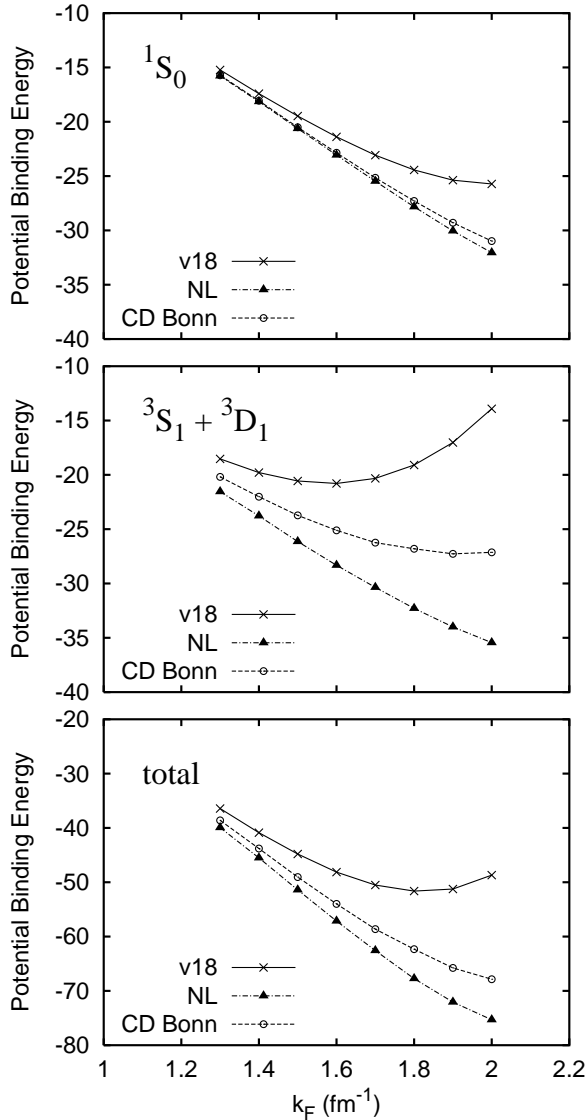 Potential Binding Energy
-10
-15
-20
-25
-30
-35
-40
¹S₀
v18
NL
CD Bonn
Potential Binding Energy
-10
-15
-20
-25
-30
-35
-40
³S₁ + ³D₁
v18
NL
CD Bonn
Potential Binding Energy
-20
-30
-40
-50
-60
-70
-80
total
v18
NL
CD Bonn
1 1.2 1.4 1.6 1.8 2 2.2
k_F (fm⁻¹)